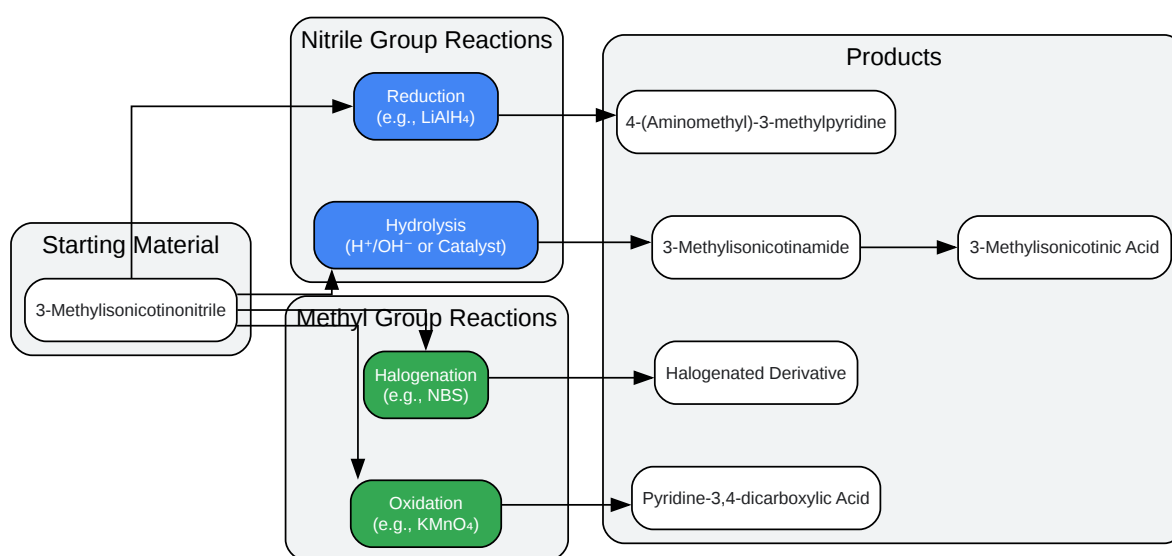 Nitrile Group Reactions
Products
Reduction
(e.g., LiAlH₄)
4-(Aminomethyl)-3-methylpyridine
Hydrolysis
(H⁺/OH⁻ or Catalyst)
3-Methylisonicotinamide
3-Methylisonicotinic Acid
Starting Material
3-Methylisonicotinonitrile
Methyl Group Reactions
Halogenation
(e.g., NBS)
Halogenated Derivative
Oxidation
(e.g., KMnO₄)
Pyridine-3,4-dicarboxylic Acid